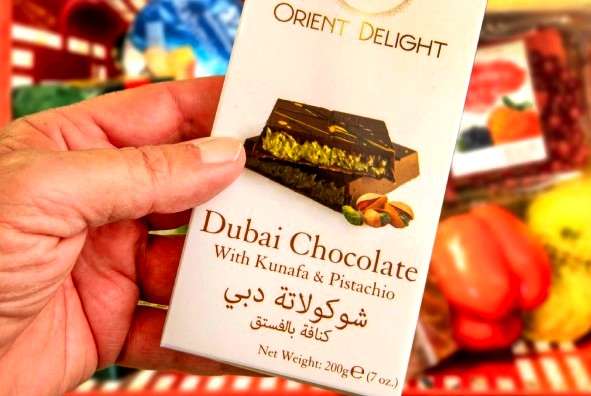 ORIENT DELIGHT
Dubai Chocolate
With Kunafa & Pistachio
شوكولاتة دبي
كنافة بالفستق
Net Weight: 200g ℮ (7 oz.)